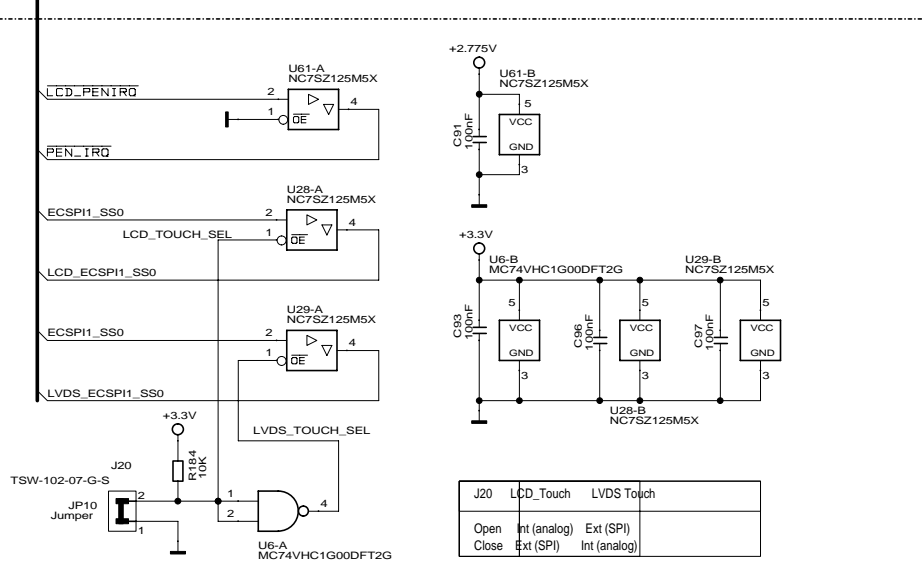 U61-A
NC7SZ125M5X
LCD_PENIRQ
2
4
1
OE
PEN_IRQ
U28-A
NC7SZ125M5X
ECSPI1_SS0
2
4
LCD_TOUCH_SEL
1
OE
LCD_ECSPI1_SS0
U29-A
NC7SZ125M5X
ECSPI1_SS0
2
4
1
OE
LVDS_ECSPI1_SS0
+3.3V
LVDS_TOUCH_SEL
R184
10K
J20
TSW-102-07-G-S
JP10
Jumper
2
1
1
2
4
U6-A
MC74VHC1G00DFT2G
+2.775V
U61-B
NC7SZ125M5X
C91
100nF
5
VCC
GND
3
+3.3V
U6-B
MC74VHC1G00DFT2G
U29-B
NC7SZ125M5X
C93
100nF
5
VCC
GND
3
C96
100nF
5
VCC
GND
3
C97
100nF
5
VCC
GND
3
U28-B
NC7SZ125M5X
J20 LCD_Touch LVDS Touch
Open Int (analog) Ext (SPI)
Close Ext (SPI) Int (analog)